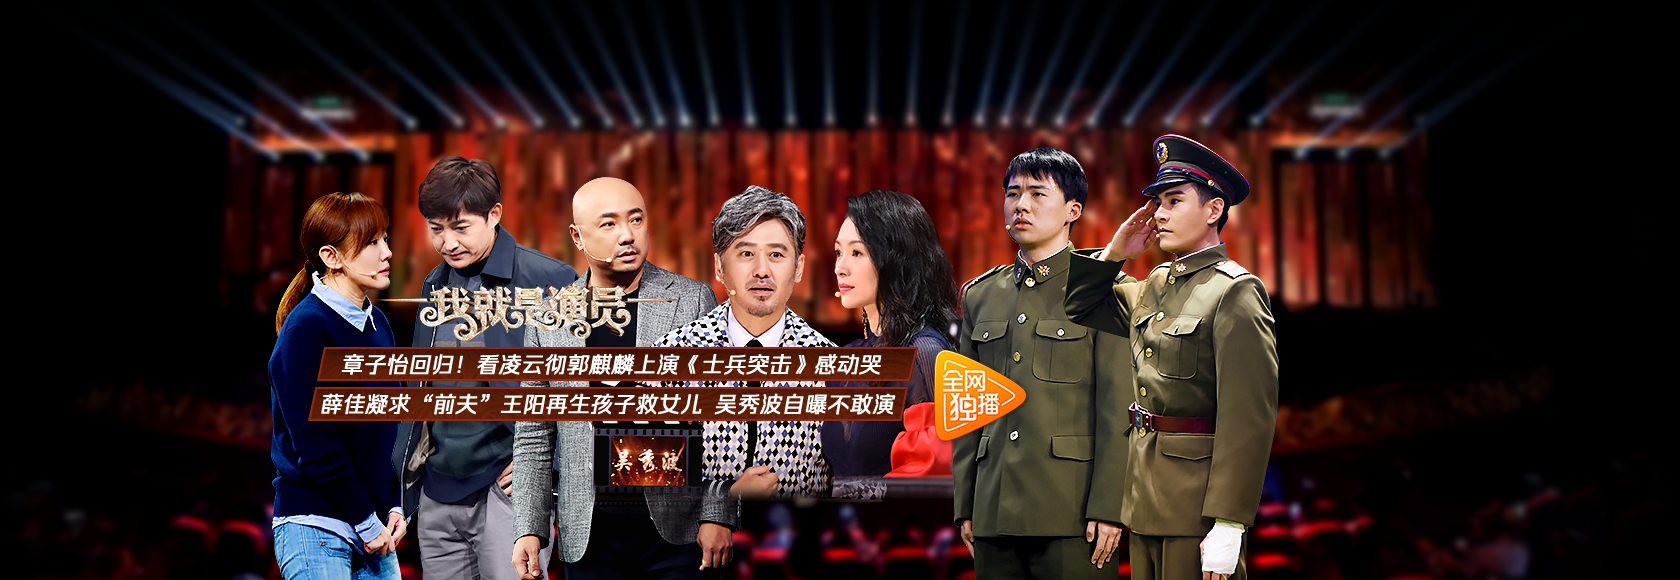 我就是演员
章子怡回归！看凌云彻郭麒麟上演《士兵突击》感动哭
薛佳凝求“前夫”王阳再生孩子救女儿 吴秀波自曝不敢演
全网
独播
吴秀波